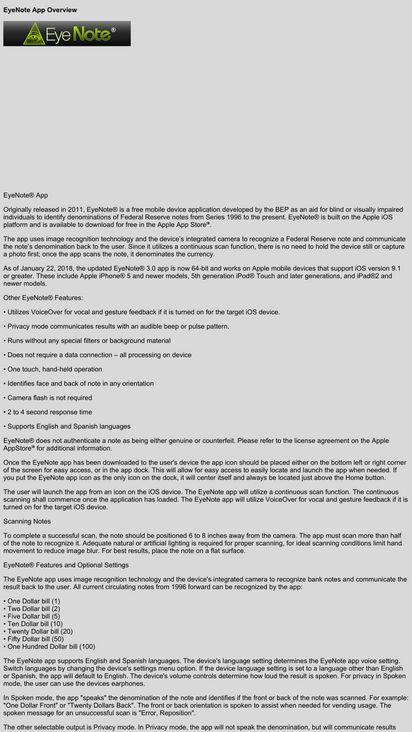 EyeNote App Overview
Eye Note®
EyeNote® App
Originally released in 2011, EyeNote® is a free mobile device application developed by the BEP as an aid for blind or visually impaired
individuals to identify denominations of Federal Reserve notes from Series 1996 to the present. EyeNote® is built on the Apple iOS
platform and is available to download for free in the Apple App Store℠.
The app uses image recognition technology and the device's integrated camera to recognize a Federal Reserve note and communicate
the note's denomination back to the user. Since it utilizes a continuous scan function, there is no need to hold the device still or capture
a photo first; once the app scans the note, it denominates the currency.
As of January 22, 2018, the updated EyeNote® 3.0 app is now 64-bit and works on Apple mobile devices that support iOS version 9.1
or greater. These include Apple iPhone® 5 and newer models, 5th generation iPod® Touch and later generations, and iPad®2 and
newer models.
Other EyeNote® Features:
• Utilizes VoiceOver for vocal and gesture feedback if it is turned on for the target iOS device.
• Privacy mode communicates results with an audible beep or pulse pattern.
• Runs without any special filters or background material
• Does not require a data connection – all processing on device
• One touch, hand-held operation
• Identifies face and back of note in any orientation
• Camera flash is not required
• 2 to 4 second response time
• Supports English and Spanish languages
EyeNote® does not authenticate a note as being either genuine or counterfeit. Please refer to the license agreement on the Apple
AppStore℠ for additional information.
Once the EyeNote app has been downloaded to the user's device the app icon should be placed either on the bottom left or right corner
of the screen for easy access, or in the app dock. This will allow for easy access to easily locate and launch the app when needed. If
you put the EyeNote app icon as the only icon on the dock, it will center itself and always be located just above the Home button.
The user will launch the app from an icon on the iOS device. The EyeNote app will utilize a continuous scan function. The continuous
scanning shall commence once the application has loaded. The EyeNote app will utilize VoiceOver for vocal and gesture feedback if it is
turned on for the target iOS device.
Scanning Notes
To complete a successful scan, the note should be positioned 6 to 8 inches away from the camera. The app must scan more than half
of the note to recognize it. Adequate natural or artificial lighting is required for proper scanning, for ideal scanning conditions limit hand
movement to reduce image blur. For best results, place the note on a flat surface.
EyeNote® Features and Optional Settings
The EyeNote app uses image recognition technology and the device's integrated camera to recognize bank notes and communicate the
result back to the user. All current circulating notes from 1996 forward can be recognized by the app:
• One Dollar bill (1)
• Two Dollar bill (2)
• Five Dollar bill (5)
• Ten Dollar bill (10)
• Twenty Dollar bill (20)
• Fifty Dollar bill (50)
• One Hundred Dollar bill (100)
The EyeNote app supports English and Spanish languages. The device's language setting determines the EyeNote app voice setting.
Switch languages by changing the device's settings menu option. If the device language setting is set to a language other than English
or Spanish, the app will default to English. The device's volume controls determine how loud the result is spoken. For privacy in Spoken
mode, the user can use the devices earphones.
In Spoken mode, the app "speaks" the denomination of the note and identifies if the front or back of the note was scanned. For example:
"One Dollar Front" or "Twenty Dollars Back". The front or back orientation is spoken to assist when needed for vending usage. The
spoken message for an unsuccessful scan is "Error, Reposition".
The other selectable output is Privacy mode. In Privacy mode, the app will not speak the denomination, but will communicate results